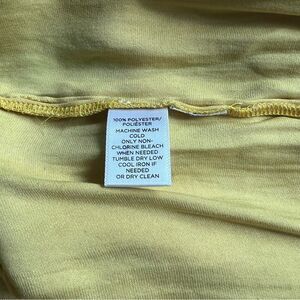 100% POLYESTER/
POLIÉSTER
MACHINE WASH
COLD
ONLY NON-
CHLORINE BLEACH
WHEN NEEDED
TUMBLE DRY LOW
COOL IRON IF
NEEDED
OR DRY CLEAN